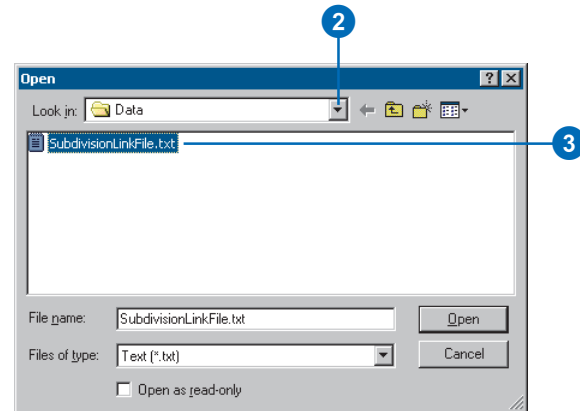 2
Open
Look in: Data
SubdivisionLinkFile.txt
3
File name: SubdivisionLinkFile.txt Open
Files of type: Text (*.txt) Cancel
Open as read-only